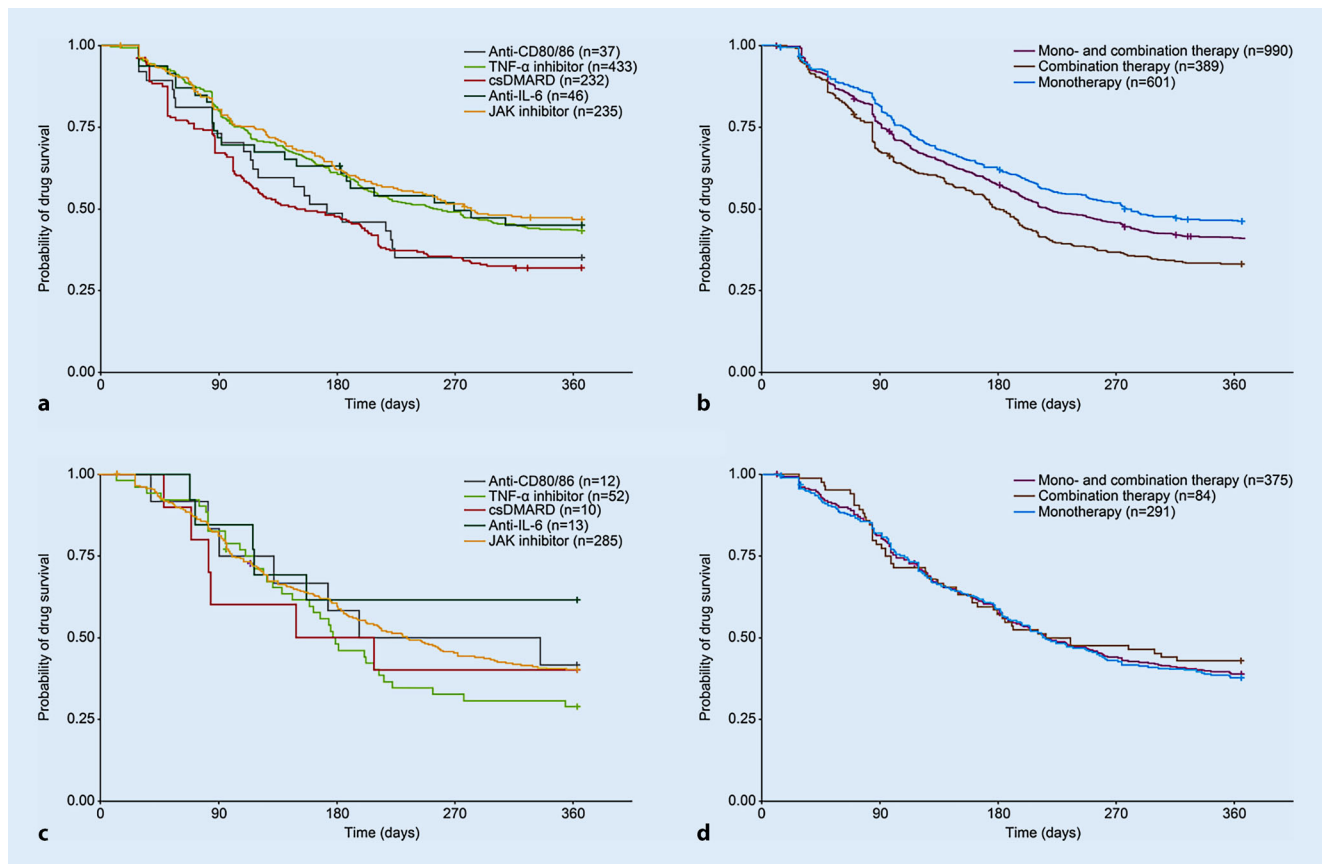 1.00
0.75
0.50
0.25
0.00
Probability of drug survival
0 90 180 270 360
Time (days)
Anti-CD80/86 (n=37)
TNF-α inhibitor (n=433)
csDMARD (n=232)
Anti-IL-6 (n=46)
JAK inhibitor (n=235)
a
1.00
0.75
0.50
0.25
0.00
Probability of drug survival
0 90 180 270 360
Time (days)
Mono- and combination therapy (n=990)
Combination therapy (n=389)
Monotherapy (n=601)
b
1.00
0.75
0.50
0.25
0.00
Probability of drug survival
0 90 180 270 360
Time (days)
Anti-CD80/86 (n=12)
TNF-α inhibitor (n=52)
csDMARD (n=10)
Anti-IL-6 (n=13)
JAK inhibitor (n=285)
c
1.00
0.75
0.50
0.25
0.00
Probability of drug survival
0 90 180 270 360
Time (days)
Mono- and combination therapy (n=375)
Combination therapy (n=84)
Monotherapy (n=291)
d